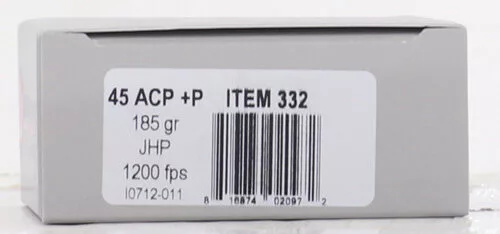 45 ACP +P ITEM 332
185 gr
JHP
1200 fps
I0712-011
8 16874 02097 2